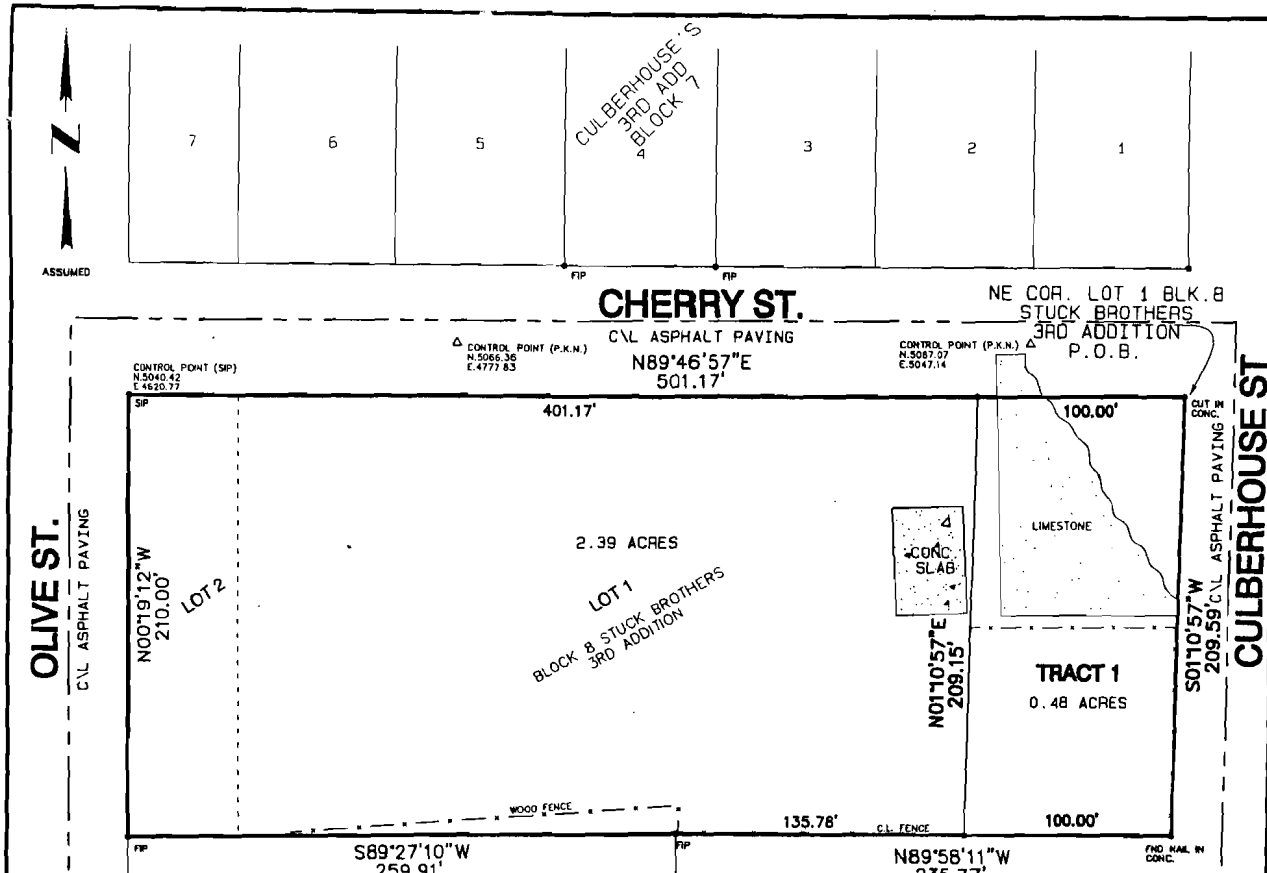 CULBERHOUSE'S
3RD ADD
BLOCK 7
7
6
5
4
3
2
1
N
ASSUMED
FIP
FIP
CHERRY ST.
C\L ASPHALT PAVING
N89°46'57"E
501.17'
NE COR. LOT 1 BLK.8
STUCK BROTHERS
3RD ADDITION
P.O.B.
CONTROL POINT (SIP)
N.5040.42
E.4620.77
CONTROL POINT (P.K.N.)
N.5066.36
E.4777.83
CONTROL POINT (P.K.N.)
N.5067.07
E.5047.14
SIP
401.17'
100.00'
CUT IN
CONC.
OLIVE ST.
C\L ASPHALT PAVING
N00°19'12"W
210.00'
LOT 2
2.39 ACRES
LOT 1
BLOCK 8 STUCK BROTHERS
3RD ADDITION
CONC.
SLAB
LIMESTONE
N01°10'57"E
209.15'
TRACT 1
0.48 ACRES
S01°10'57"W
209.59'
C\L ASPHALT PAVING
CULBERHOUSE ST
WOOD FENCE
135.78'
C.L. FENCE
100.00'
FIP
S89°27'10"W
259.91'
FIP
N89°58'11"W
235.77'
FND NAIL IN
CONC.